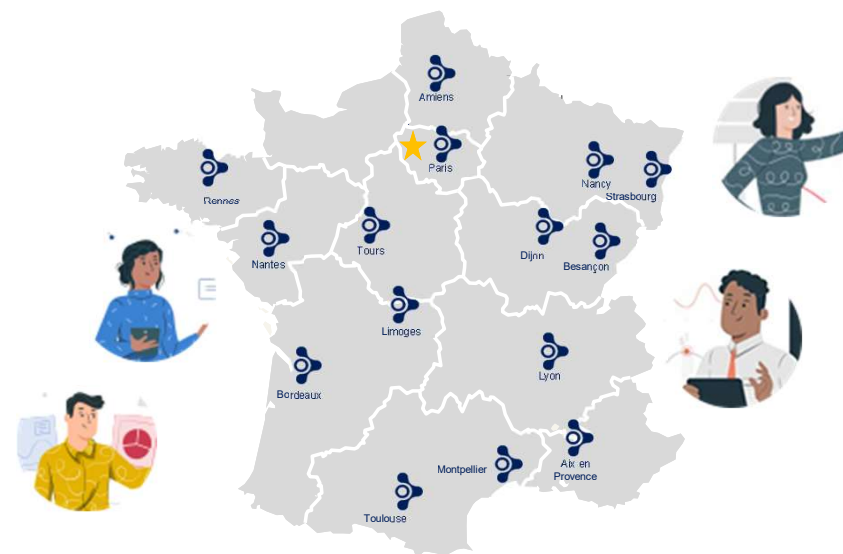 Amiens
Paris
Nancy
Strasbourg
Rennes
Nantes
Tours
Dijon
Besançon
Limoges
Lyon
Bordeaux
Montpellier
Aix en
Provence
Toulouse